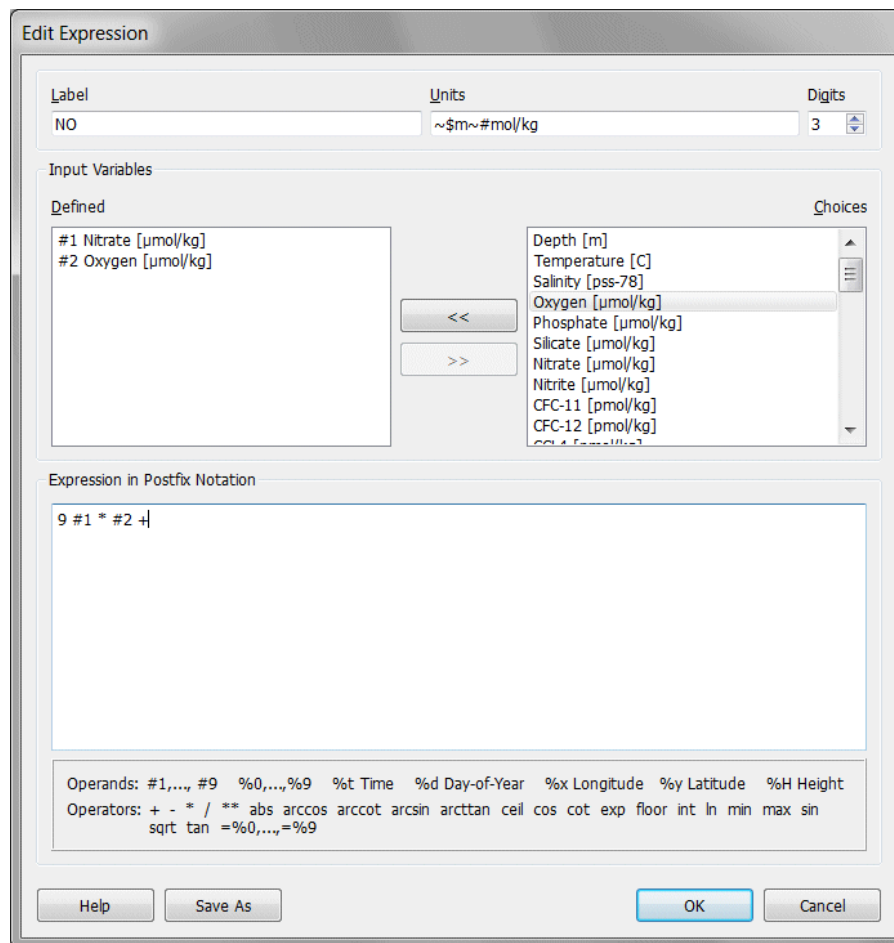 Edit Expression
Label Units Digits
NO ~$m~#mol/kg 3
Input Variables
Defined Choices
#1 Nitrate [µmol/kg]
#2 Oxygen [µmol/kg]
<<
>>
Depth [m]
Temperature [C]
Salinity [pss-78]
Oxygen [µmol/kg]
Phosphate [µmol/kg]
Silicate [µmol/kg]
Nitrate [µmol/kg]
Nitrite [µmol/kg]
CFC-11 [pmol/kg]
CFC-12 [pmol/kg]
Expression in Postfix Notation
9 #1 * #2 +
Operands: #1,..., #9 %0,...,%9 %t Time %d Day-of-Year %x Longitude %y Latitude %H Height
Operators: + - * / ** abs arccos arccot arcsin arcttan ceil cos cot exp floor int ln min max sin
sqrt tan =%0,...,=%9
Help Save As OK Cancel